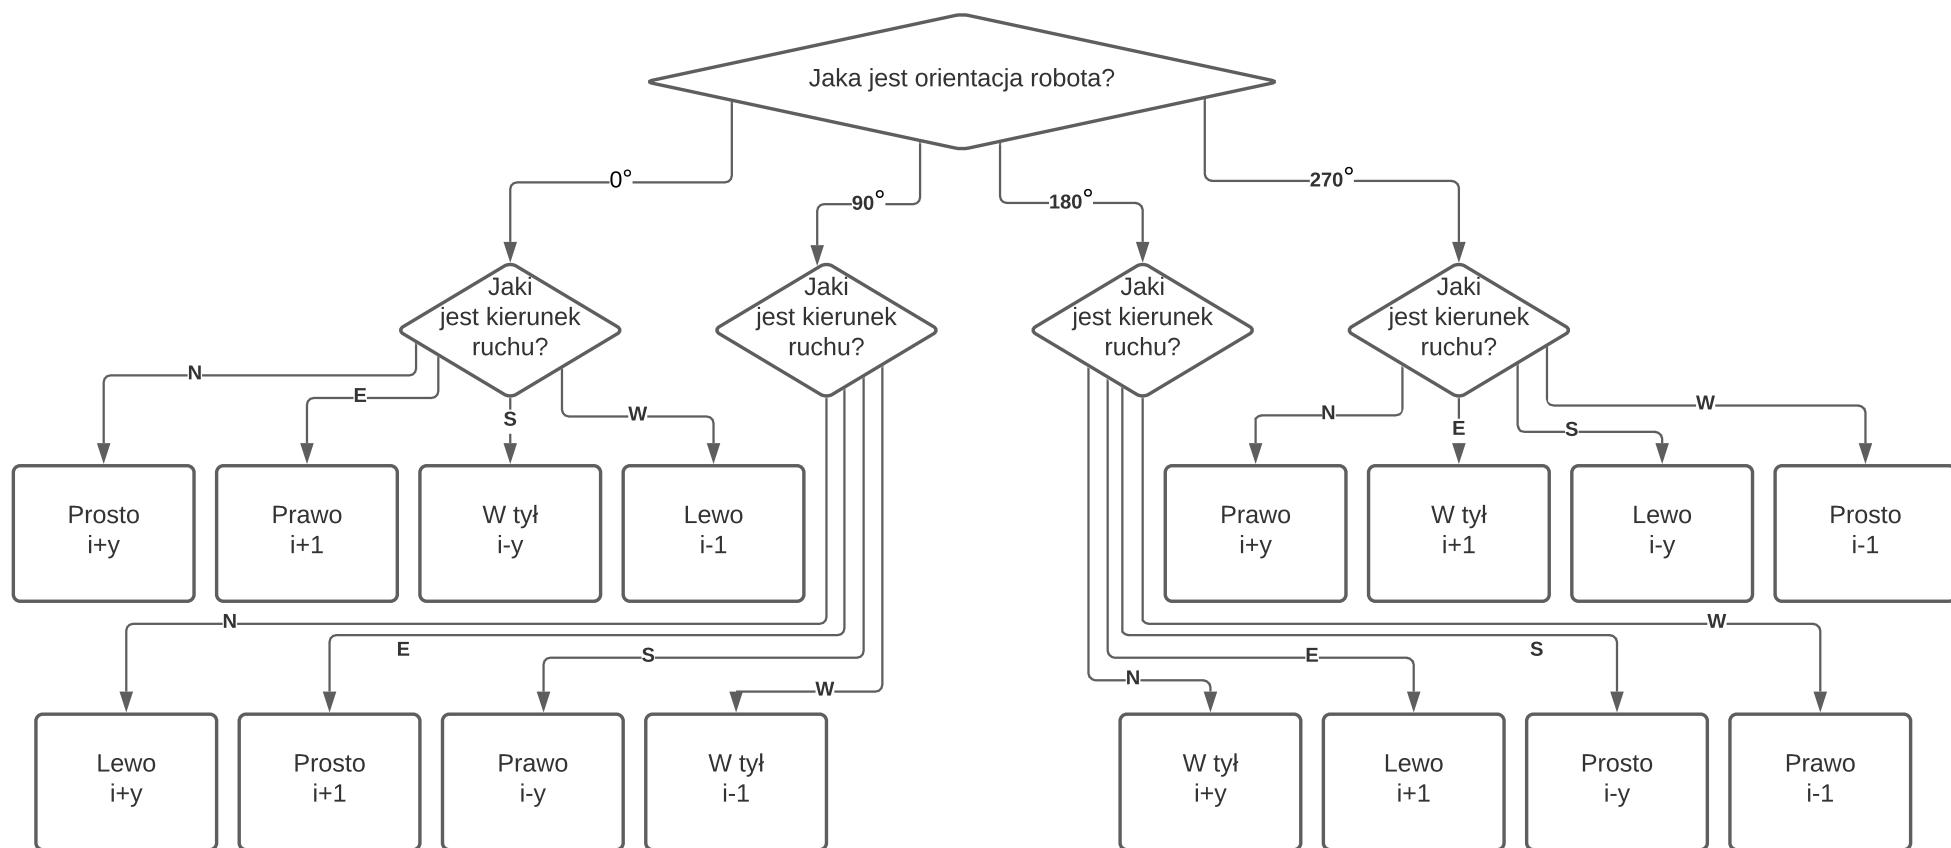 Jaka jest orientacja robota?
0°
90°
180°
270°
Jaki
jest kierunek
ruchu?
Jaki
jest kierunek
ruchu?
Jaki
jest kierunek
ruchu?
Jaki
jest kierunek
ruchu?
N
E
S
W
N
E
S
W
Prosto
i+y
Prawo
i+1
W tył
i-y
Lewo
i-1
Prawo
i+y
W tył
i+1
Lewo
i-y
Prosto
i-1
N
E
S
W
N
E
S
W
Lewo
i+y
Prosto
i+1
Prawo
i-y
W tył
i-1
W tył
i+y
Lewo
i+1
Prosto
i-y
Prawo
i-1